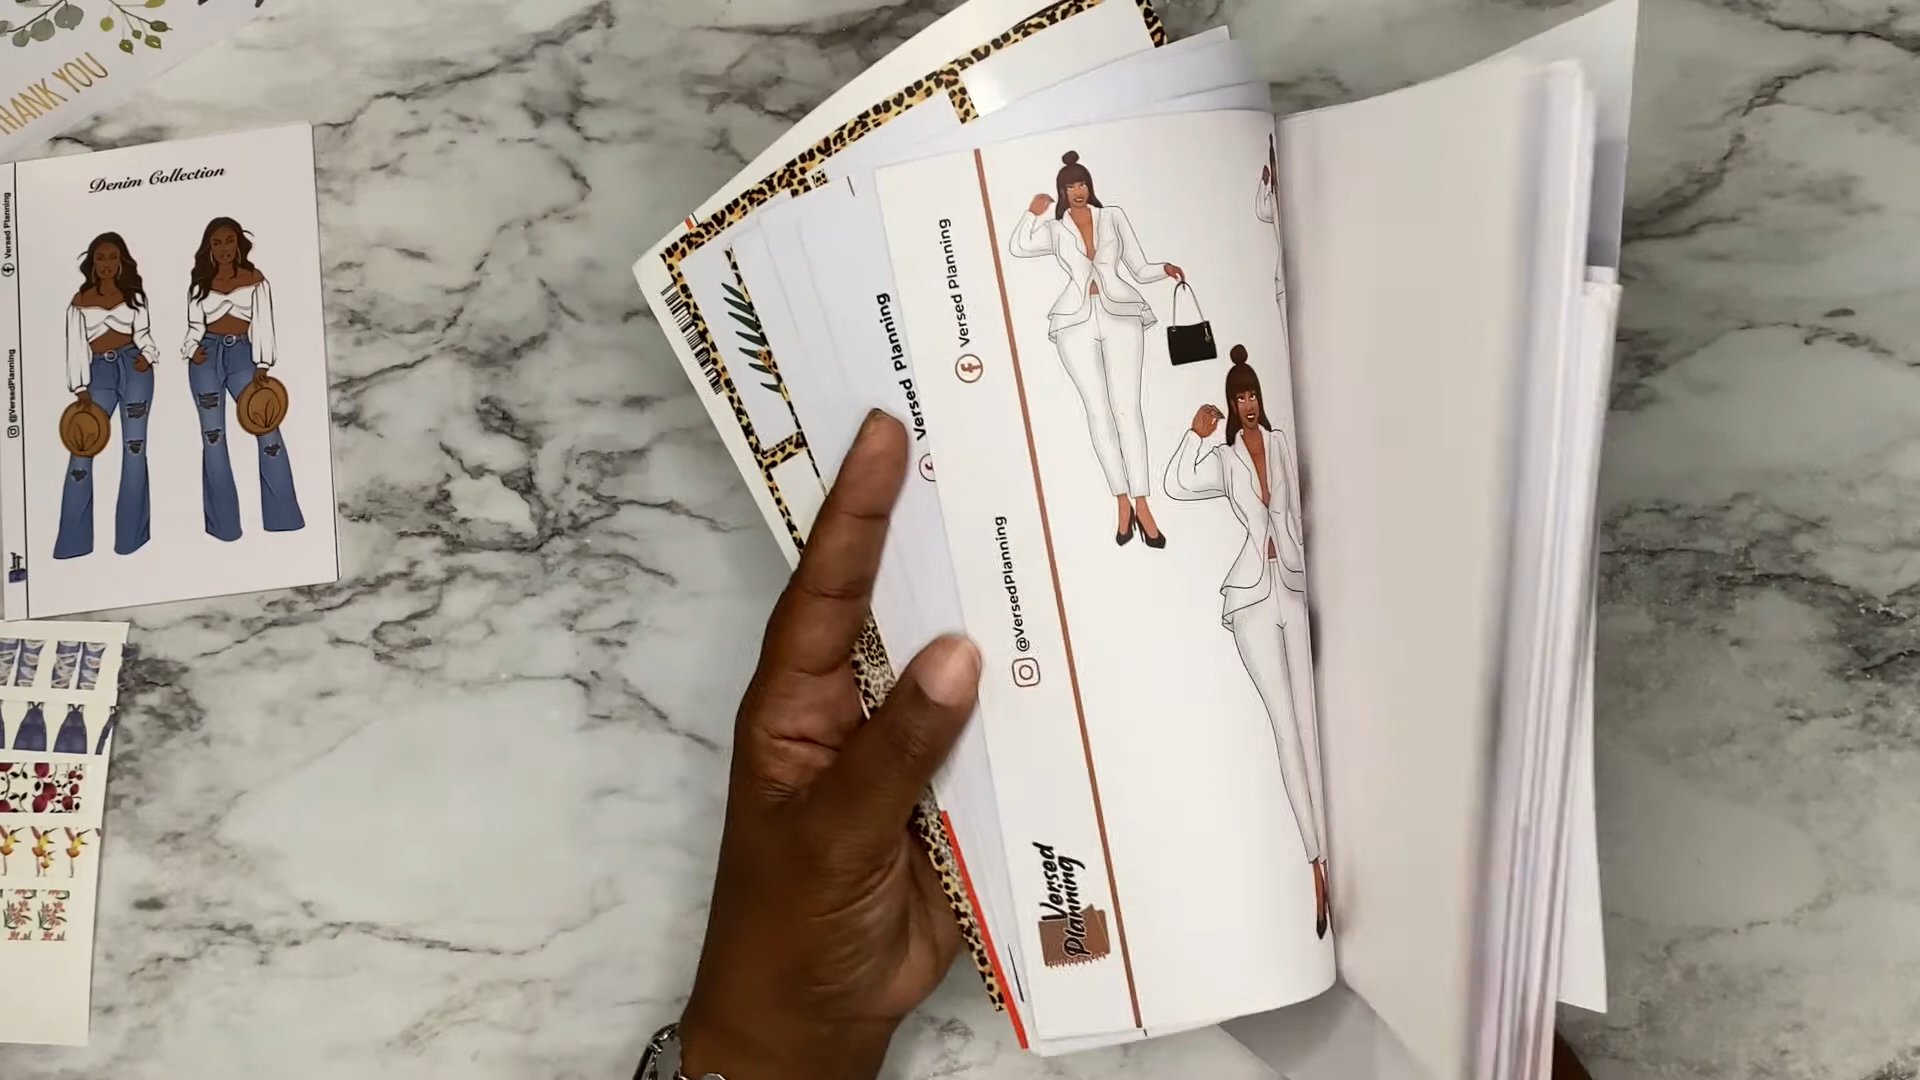 THANK YOU
Denim Collection
Versed Planning
@VersedPlanning
Versed Planning
Versed Planning
@VersedPlanning
Versed
Planning